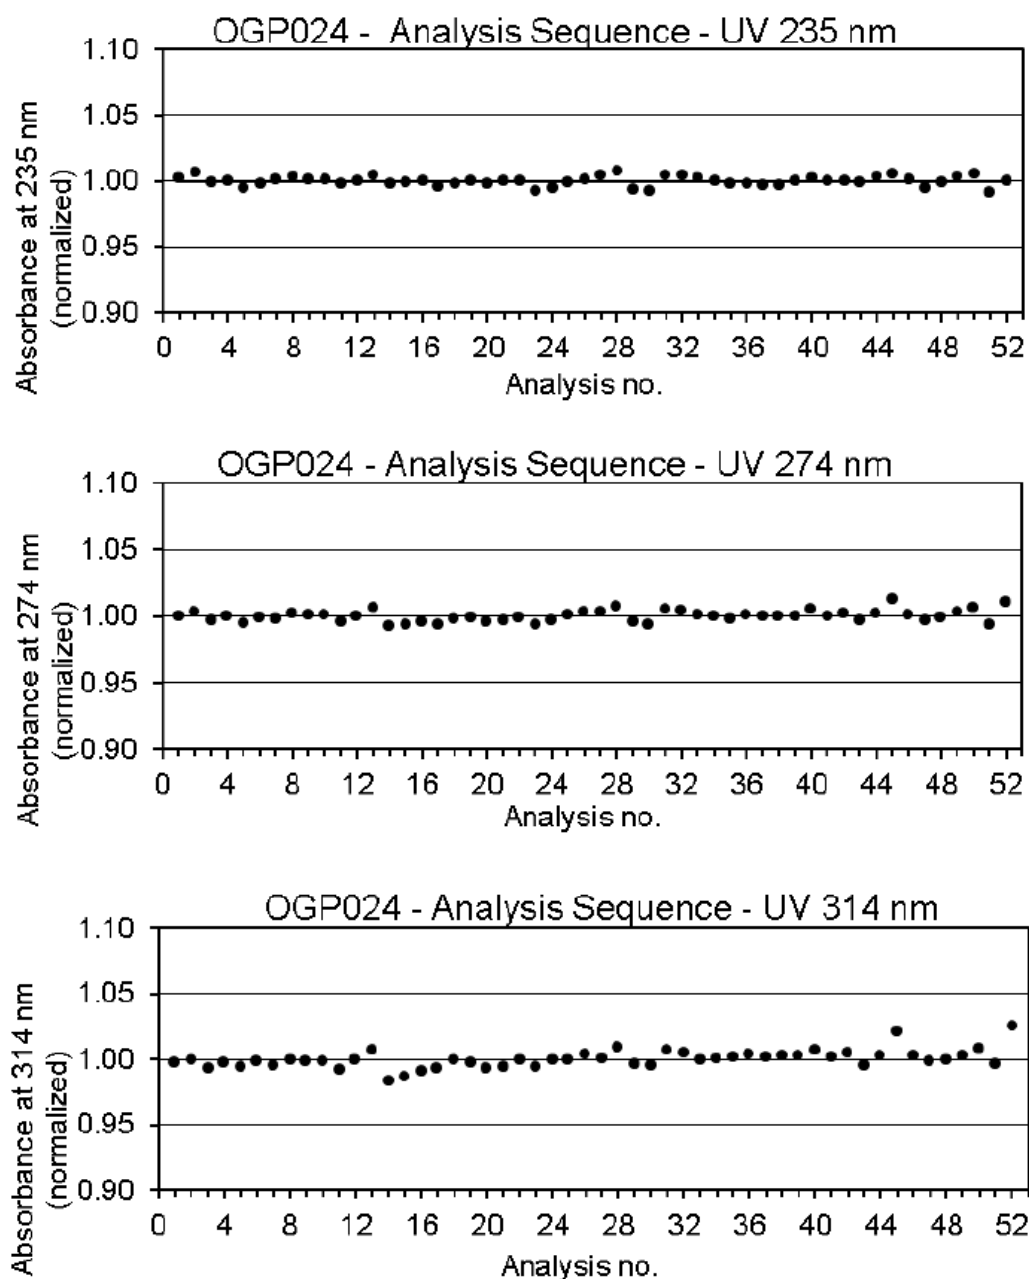 OGP024 -  Analysis Sequence - UV 235 nm
Absorbance at 235 nm
(normalized)
1.10
1.05
1.00
0.95
0.90
0 4 8 12 16 20 24 28 32 36 40 44 48 52
Analysis no.
OGP024 - Analysis Sequence - UV 274 nm
Absorbance at 274 nm
(normalized)
1.10
1.05
1.00
0.95
0.90
0 4 8 12 16 20 24 28 32 36 40 44 48 52
Analysis no.
OGP024 - Analysis Sequence - UV 314 nm
Absorbance at 314 nm
(normalized)
1.10
1.05
1.00
0.95
0.90
0 4 8 12 16 20 24 28 32 36 40 44 48 52
Analysis no.